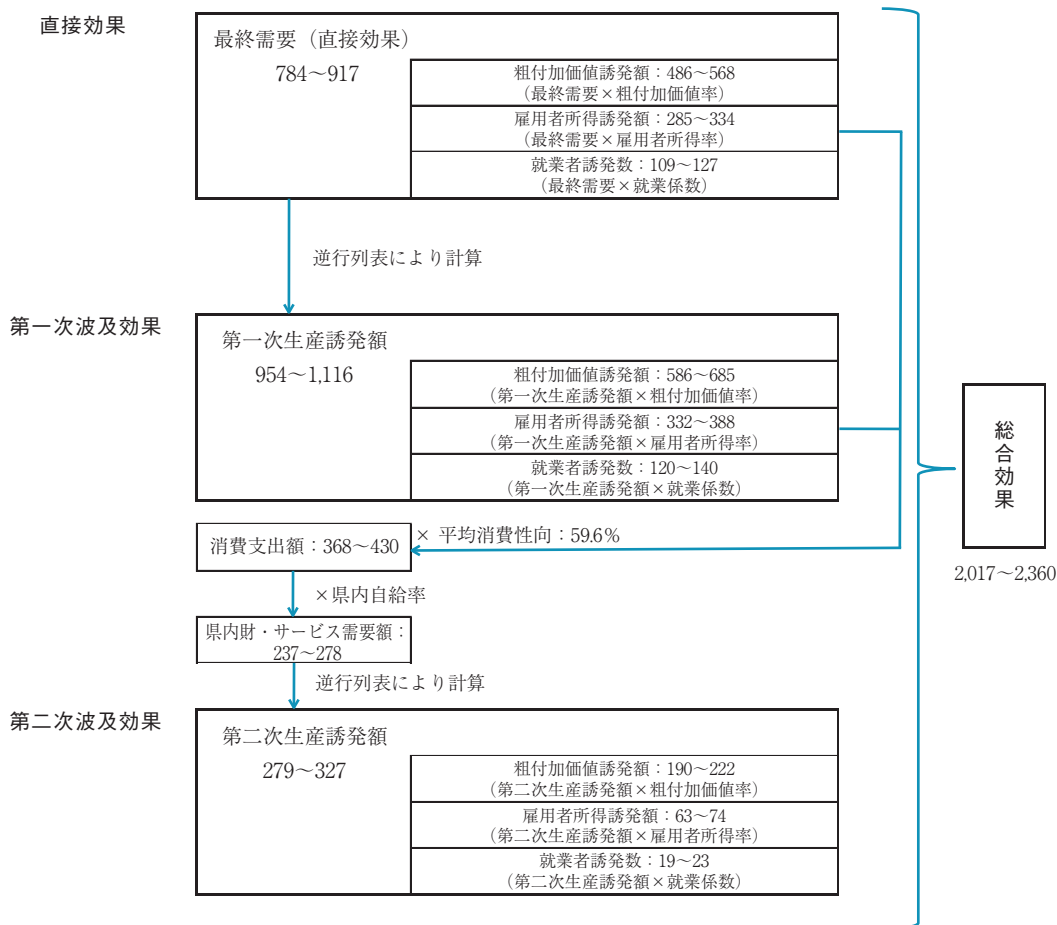 直接効果
最終需要（直接効果）
784～917
粗付加価値誘発額：486～568
（最終需要×粗付加価値率）
雇用者所得誘発額：285～334
（最終需要×雇用者所得率）
就業者誘発数：109～127
（最終需要×就業係数）
逆行列表により計算
第一次波及効果
第一次生産誘発額
954～1,116
粗付加価値誘発額：586～685
（第一次生産誘発額×粗付加価値率）
雇用者所得誘発額：332～388
（第一次生産誘発額×雇用者所得率）
就業者誘発数：120～140
（第一次生産誘発額×就業係数）
総合効果
2,017～2,360
消費支出額：368～430
× 平均消費性向：59.6%
×県内自給率
県内財・サービス需要額：
237～278
逆行列表により計算
第二次波及効果
第二次生産誘発額
279～327
粗付加価値誘発額：190～222
（第二次生産誘発額×粗付加価値率）
雇用者所得誘発額：63～74
（第二次生産誘発額×雇用者所得率）
就業者誘発数：19～23
（第二次生産誘発額×就業係数）